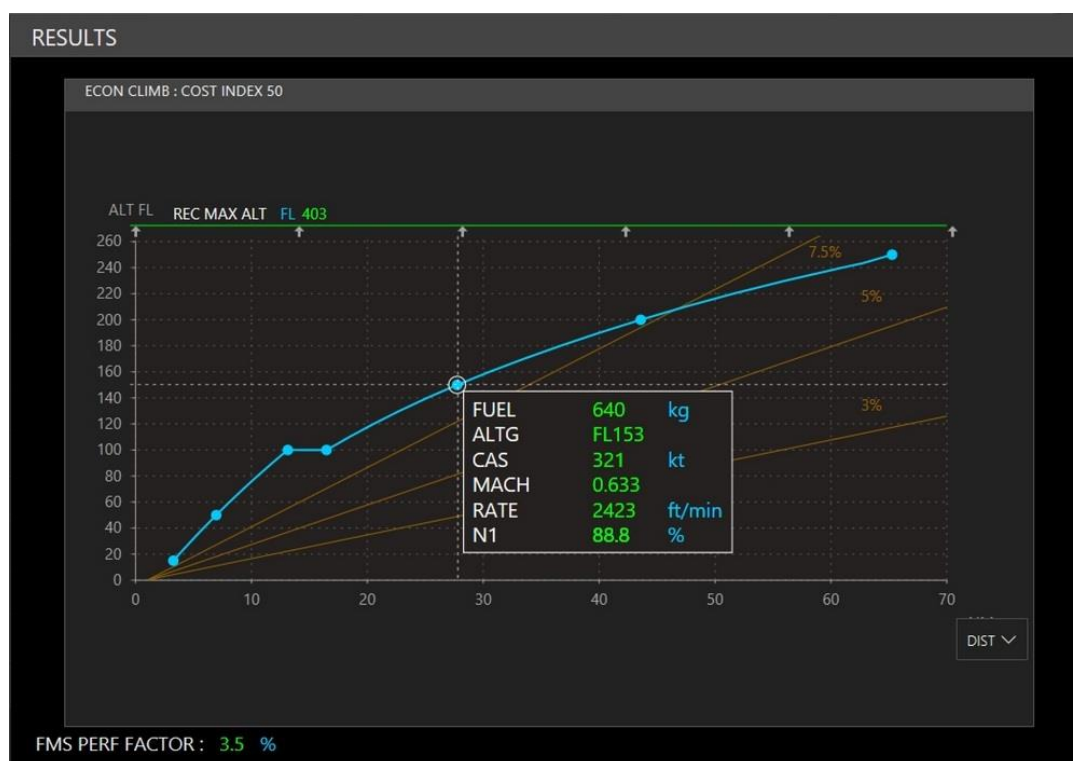 RESULTS
ECON CLIMB : COST INDEX 50
ALT FL REC MAX ALT FL 403
260
240
220
200
180
160
140
120
100
80
60
40
20
0
7.5%
5%
3%
FUEL 640 kg
ALTG FL153
CAS 321 kt
MACH 0.633
RATE 2423 ft/min
N1 88.8 %
0 10 20 30 40 50 60 70
DIST
FMS PERF FACTOR : 3.5 %